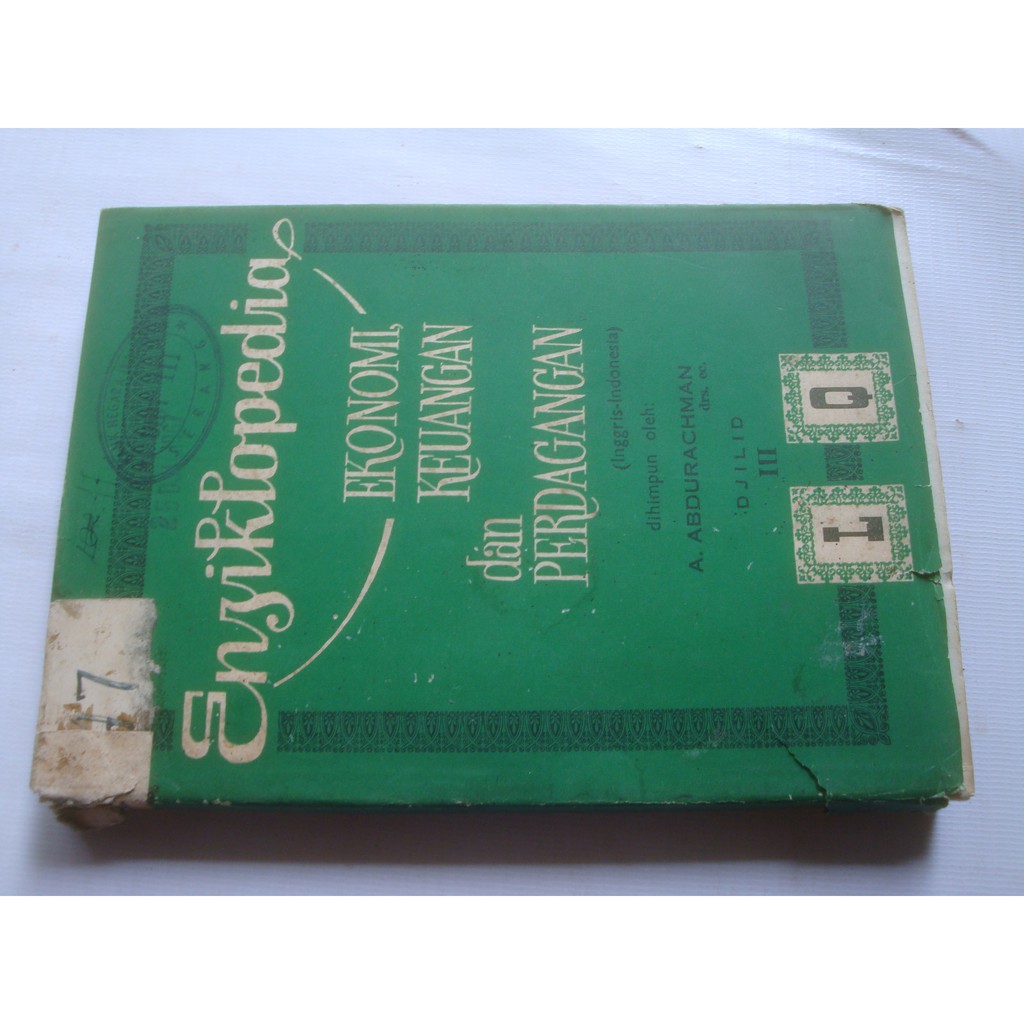 Ensiklopedia
EKONOMI,
KEUANGAN
dan
PERDAGANGAN
(Inggris-Indonesia)
dihimpun oleh:
A. ABDURACHMAN
drs. ec.
DJILID
III
L Q